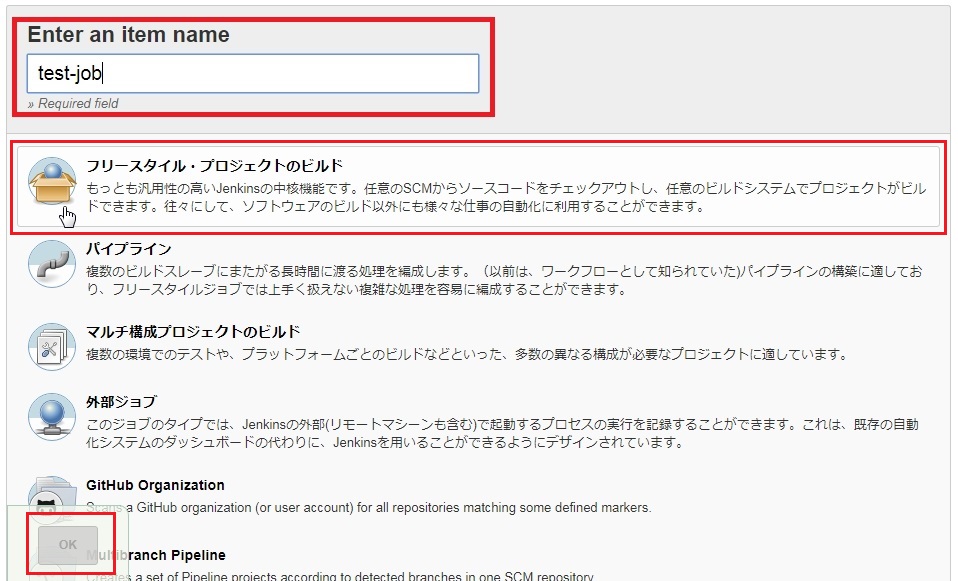 Enter an item name
test-job
» Required field
フリースタイル・プロジェクトのビルド
もっとも汎用性の高いJenkinsの中核機能です。任意のSCMからソースコードをチェックアウトし、任意のビルドシステムでプロジェクトがビル
ドできます。往々にして、ソフトウェアのビルド以外にも様々な仕事の自動化に利用することができます。
パイプライン
複数のビルドスレーブにまたがる長時間に渡る処理を編成します。（以前は、ワークフローとして知られていた)パイプラインの構築に適してお
り、フリースタイルジョブでは上手く扱えない複雑な処理を容易に編成することができます。
マルチ構成プロジェクトのビルド
複数の環境でのテストや、プラットフォームごとのビルドなどといった、多数の異なる構成が必要なプロジェクトに適しています。
外部ジョブ
このジョブのタイプでは、Jenkinsの外部(リモートマシーンも含む)で起動するプロセスの実行を記録することができます。これは、既存の自動
化システムのダッシュボードの代わりに、Jenkinsを用いることができるようにデザインされています。
GitHub Organization
Scans a GitHub organization (or user account) for all repositories matching some defined markers.
OK
Multibranch Pipeline
Creates a set of Pipeline projects according to detected branches in one SCM repository